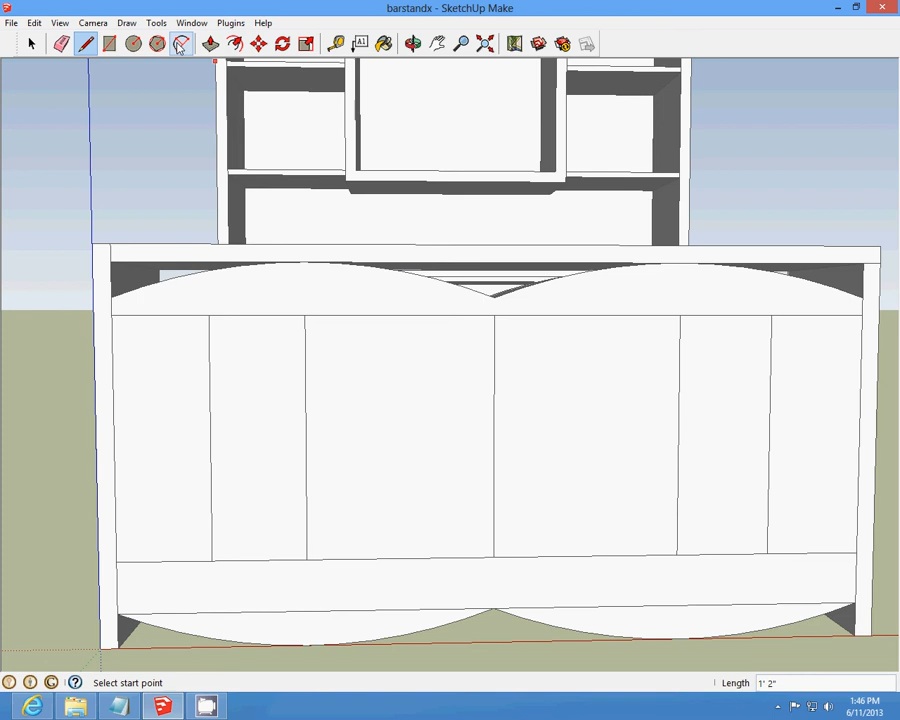 barstandx - SketchUp Make
File Edit View Camera Draw Tools Window Plugins Help
A1
Select start point
Length 1' 2"
1:46 PM
6/11/2013